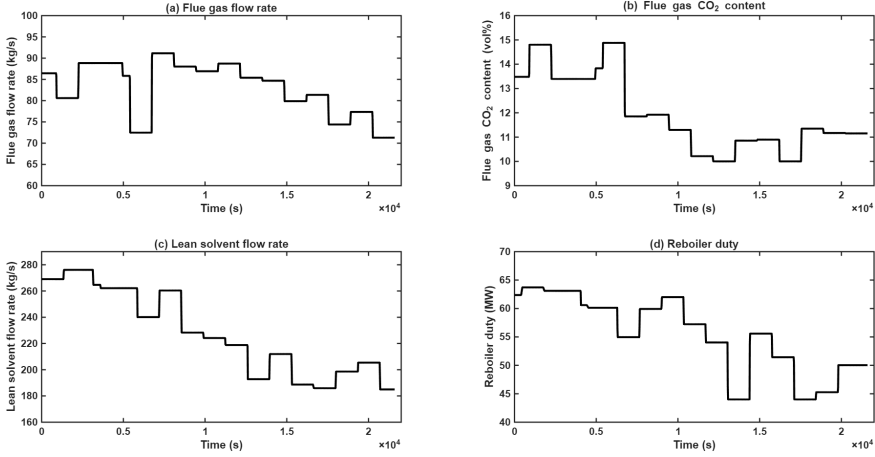 (a) Flue gas flow rate
Flue gas flow rate (kg/s)
100
95
90
85
80
75
70
65
60
0 0.5 1 1.5 2
Time (s)
×10⁴
(b) Flue gas CO₂ content
Flue gas CO₂ content (vol%)
16
15
14
13
12
11
10
9
0 0.5 1 1.5 2
Time (s)
×10⁴
(c) Lean solvent flow rate
Lean solvent flow rate (kg/s)
280
260
240
220
200
180
160
0 0.5 1 1.5 2
Time (s)
×10⁴
(d) Reboiler duty
Reboiler duty (MW)
70
65
60
55
50
45
40
0 0.5 1 1.5 2
Time (s)
×10⁴